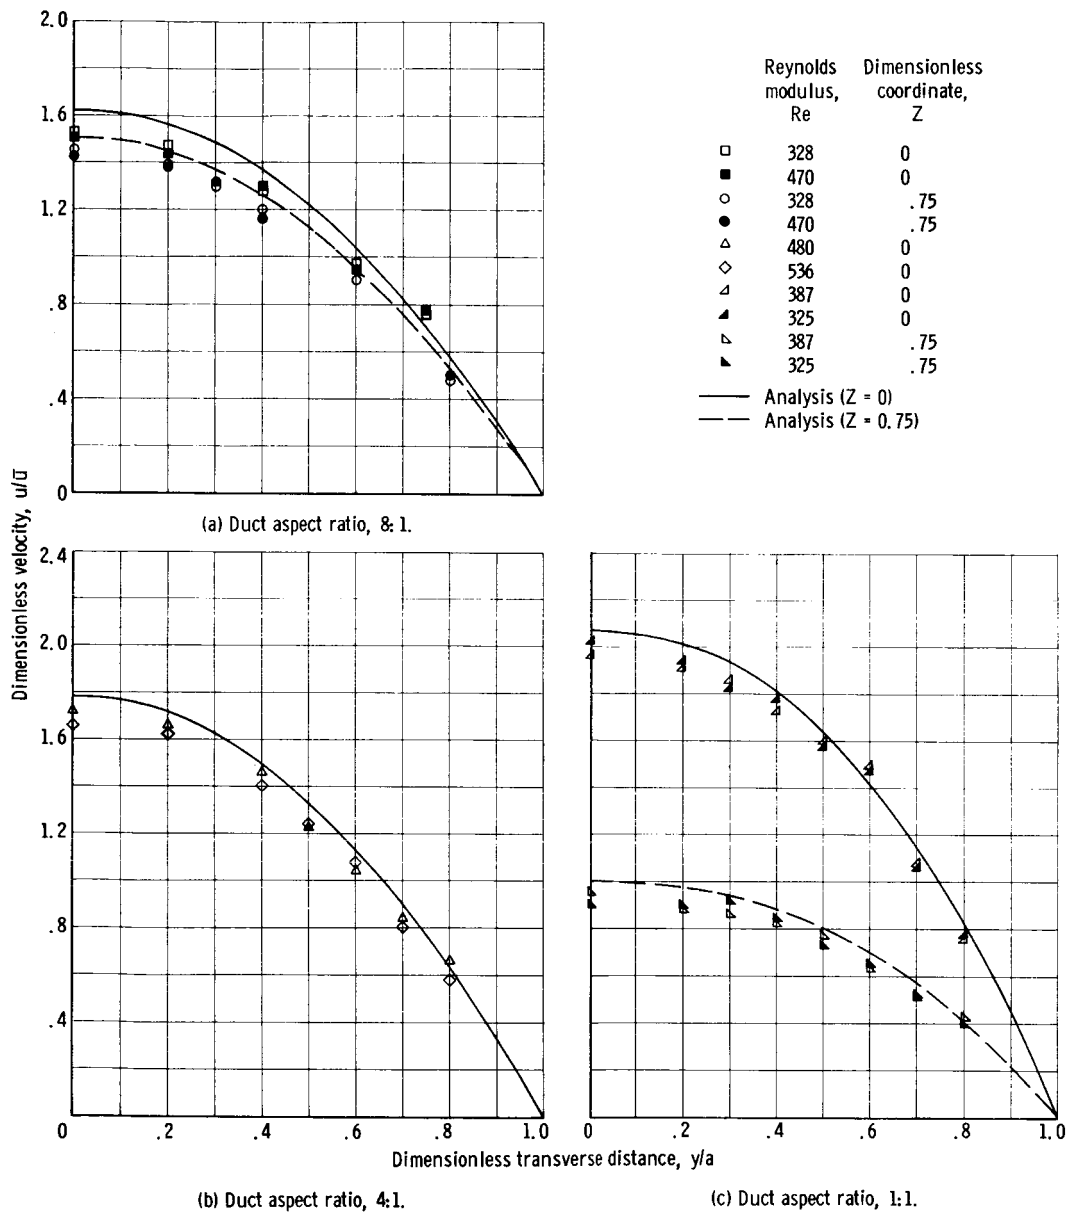 2.0
1.6
1.2
.8
.4
0
(a) Duct aspect ratio, 8:1.
Reynolds modulus, Re
Dimensionless coordinate, Z
328 0
470 0
328 .75
470 .75
480 0
536 0
387 0
325 0
387 .75
325 .75
Analysis (Z = 0)
Analysis (Z = 0.75)
Dimensionless velocity, u/ū
2.4
2.0
1.6
1.2
.8
.4
0
0 .2 .4 .6 .8 1.0
0 .2 .4 .6 .8 1.0
Dimensionless transverse distance, y/a
(b) Duct aspect ratio, 4:1.
(c) Duct aspect ratio, 1:1.